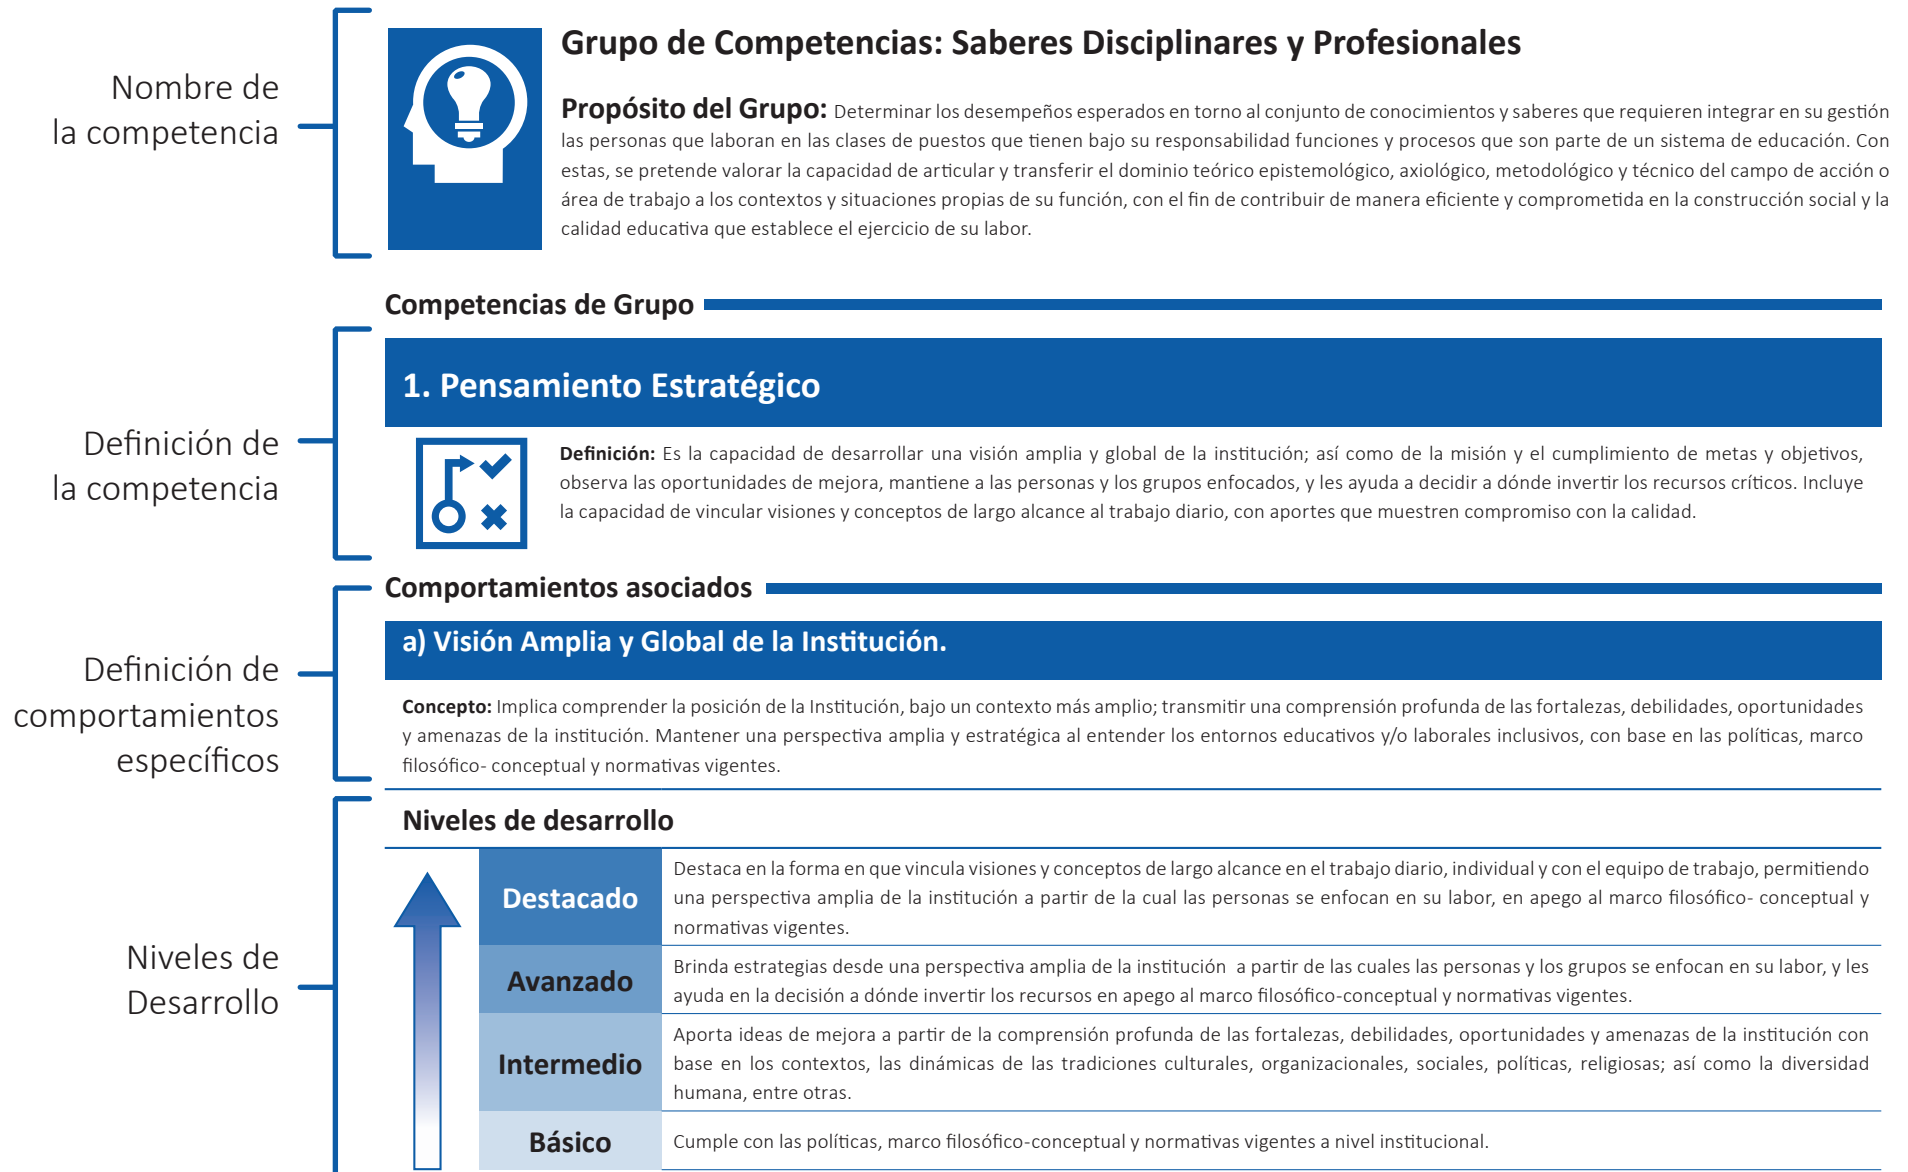 Nombre de
la competencia
Grupo de Competencias: Saberes Disciplinares y Profesionales
Propósito del Grupo: Determinar los desempeños esperados en torno al conjunto de conocimientos y saberes que requieren integrar en su gestión
las personas que laboran en las clases de puestos que tienen bajo su responsabilidad funciones y procesos que son parte de un sistema de educación. Con
estas, se pretende valorar la capacidad de articular y transferir el dominio teórico epistemológico, axiológico, metodológico y técnico del campo de acción o
área de trabajo a los contextos y situaciones propias de su función, con el fin de contribuir de manera eficiente y comprometida en la construcción social y la
calidad educativa que establece el ejercicio de su labor.
Competencias de Grupo
Definición de
la competencia
1. Pensamiento Estratégico
Definición: Es la capacidad de desarrollar una visión amplia y global de la institución; así como de la misión y el cumplimiento de metas y objetivos,
observa las oportunidades de mejora, mantiene a las personas y los grupos enfocados, y les ayuda a decidir a dónde invertir los recursos críticos. Incluye
la capacidad de vincular visiones y conceptos de largo alcance al trabajo diario, con aportes que muestren compromiso con la calidad.
Comportamientos asociados
Definición de
comportamientos
específicos
a) Visión Amplia y Global de la Institución.
Concepto: Implica comprender la posición de la Institución, bajo un contexto más amplio; transmitir una comprensión profunda de las fortalezas, debilidades, oportunidades
y amenazas de la institución. Mantener una perspectiva amplia y estratégica al entender los entornos educativos y/o laborales inclusivos, con base en las políticas, marco
filosófico- conceptual y normativas vigentes.
Niveles de
Desarrollo
Niveles de desarrollo
Destacado
Destaca en la forma en que vincula visiones y conceptos de largo alcance en el trabajo diario, individual y con el equipo de trabajo, permitiendo
una perspectiva amplia de la institución a partir de la cual las personas se enfocan en su labor, en apego al marco filosófico- conceptual y
normativas vigentes.
Avanzado
Brinda estrategias desde una perspectiva amplia de la institución a partir de las cuales las personas y los grupos se enfocan en su labor, y les
ayuda en la decisión a dónde invertir los recursos en apego al marco filosófico-conceptual y normativas vigentes.
Intermedio
Aporta ideas de mejora a partir de la comprensión profunda de las fortalezas, debilidades, oportunidades y amenazas de la institución con
base en los contextos, las dinámicas de las tradiciones culturales, organizacionales, sociales, políticas, religiosas; así como la diversidad
humana, entre otras.
Básico
Cumple con las políticas, marco filosófico-conceptual y normativas vigentes a nivel institucional.